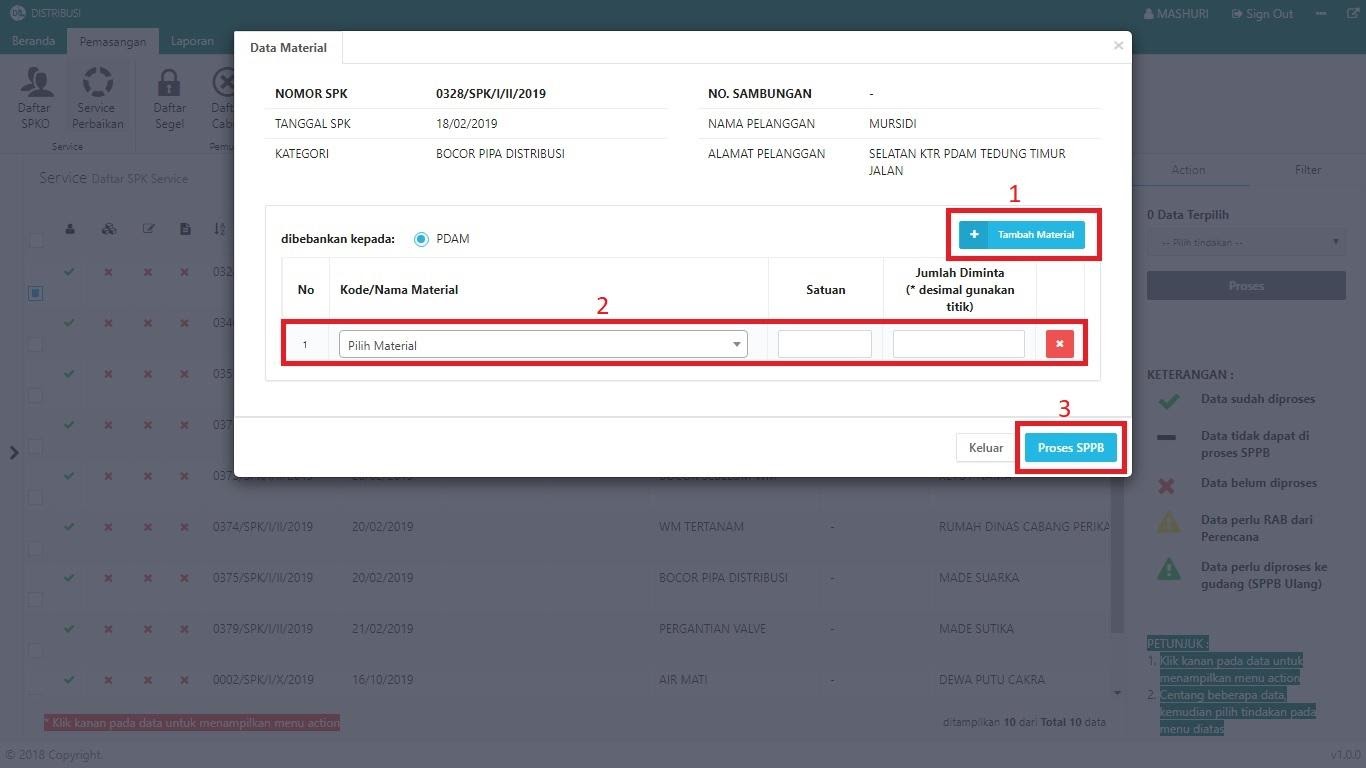 DISTRIBUSI
MASHURI
Sign Out
Beranda
Pemasangan
Laporan
Daftar
SPKO
Service
Perbaikan
Daftar
Segel
Service
Service Daftar SPK Service
Data Material
×
NOMOR SPK 0328/SPK/I/II/2019
NO. SAMBUNGAN -
TANGGAL SPK 18/02/2019
NAMA PELANGGAN MURSIDI
KATEGORI BOCOR PIPA DISTRIBUSI
ALAMAT PELANGGAN SELATAN KTR PDAM TEDUNG TIMUR
JALAN
1
dibebankan kepada: PDAM
+ Tambah Material
No Kode/Nama Material Satuan Jumlah Diminta
(* desimal gunakan
titik)
2
1 Pilih Material
3
Keluar
Proses SPPB
0374/SPK/I/II/2019 20/02/2019 WM TERTANAM - RUMAH DINAS CABANG PERIKA
0375/SPK/I/II/2019 20/02/2019 BOCOR PIPA DISTRIBUSI - MADE SUARKA
0379/SPK/I/II/2019 21/02/2019 PERGANTIAN VALVE - MADE SUTIKA
0002/SPK/I/X/2019 16/10/2019 AIR MATI - DEWA PUTU CAKRA
* Klik kanan pada data untuk menampilkan menu action
ditampilkan 10 dari Total 10 data
Action
Filter
0 Data Terpilih
-- Pilih tindakan --
Proses
KETERANGAN :
Data sudah diproses
Data tidak dapat di
proses SPPB
Data belum diproses
Data perlu RAB dari
Perencana
Data perlu diproses ke
gudang (SPPB Ulang)
PETUNJUK :
1. Klik kanan pada data untuk
menampilkan menu action
2. Centang beberapa data,
kemudian pilih tindakan pada
menu diatas
© 2018 Copyright.
v1.0.0